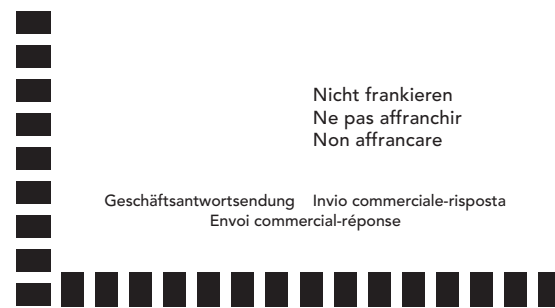 Nicht frankieren
Ne pas affranchir
Non affrancare
Geschäftsantwortsendung Invio commerciale-risposta
Envoi commercial-réponse